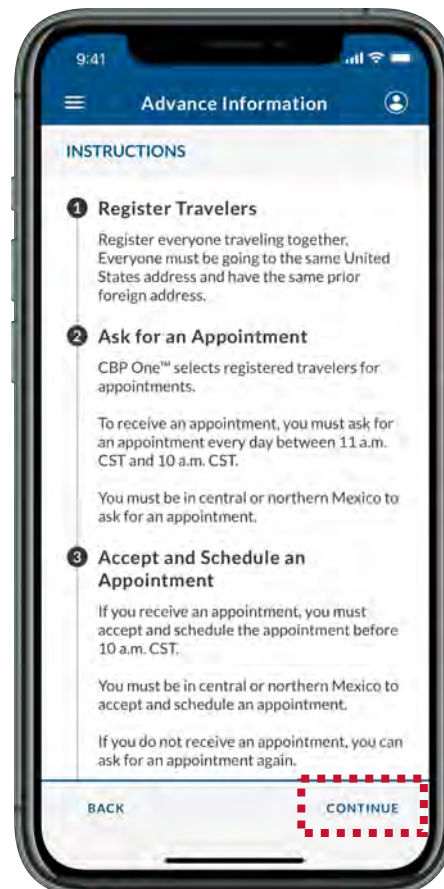 9:41
Advance Information
INSTRUCTIONS
1 Register Travelers
Register everyone traveling together.
Everyone must be going to the same United
States address and have the same prior
foreign address.
2 Ask for an Appointment
CBP One™ selects registered travelers for
appointments.
To receive an appointment, you must ask for
an appointment every day between 11 a.m.
CST and 10 a.m. CST.
You must be in central or northern Mexico to
ask for an appointment.
3 Accept and Schedule an
Appointment
If you receive an appointment, you must
accept and schedule the appointment before
10 a.m. CST.
You must be in central or northern Mexico to
accept and schedule an appointment.
If you do not receive an appointment, you can
ask for an appointment again.
BACK CONTINUE